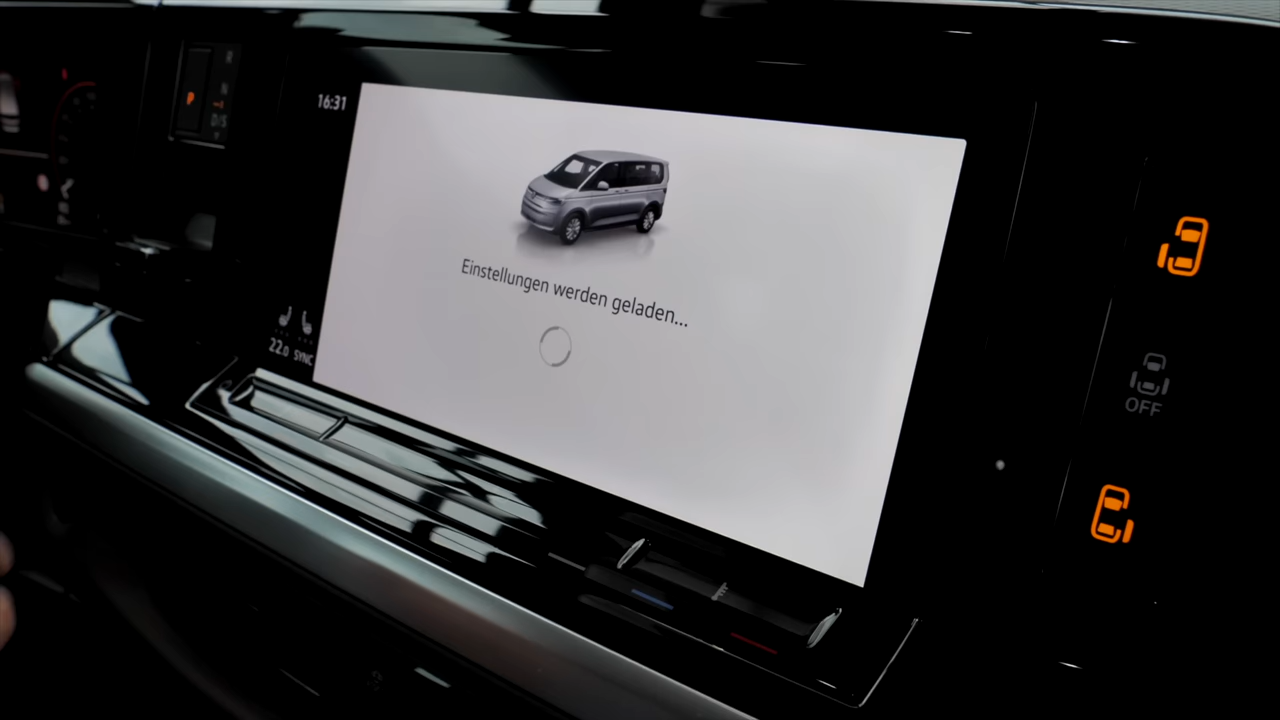 P
R
N
D/S
16:31
Einstellungen werden geladen...
22.0 SYNC
OFF